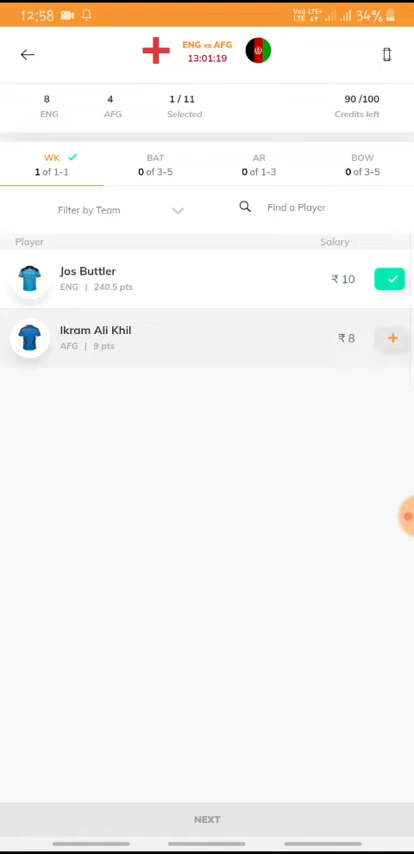 12:58
VoJ LTE+
LTE
34%
ENG vs AFG
13:01:19
8 4 1 / 11 90 /100
ENG AFG Selected Credits left
WK BAT AR BOW
1 of 1-1 0 of 3-5 0 of 1-3 0 of 3-5
Filter by Team Find a Player
Player Salary
Jos Buttler
ENG | 240.5 pts
₹ 10
Ikram Ali Khil
AFG | 9 pts
₹ 8
NEXT